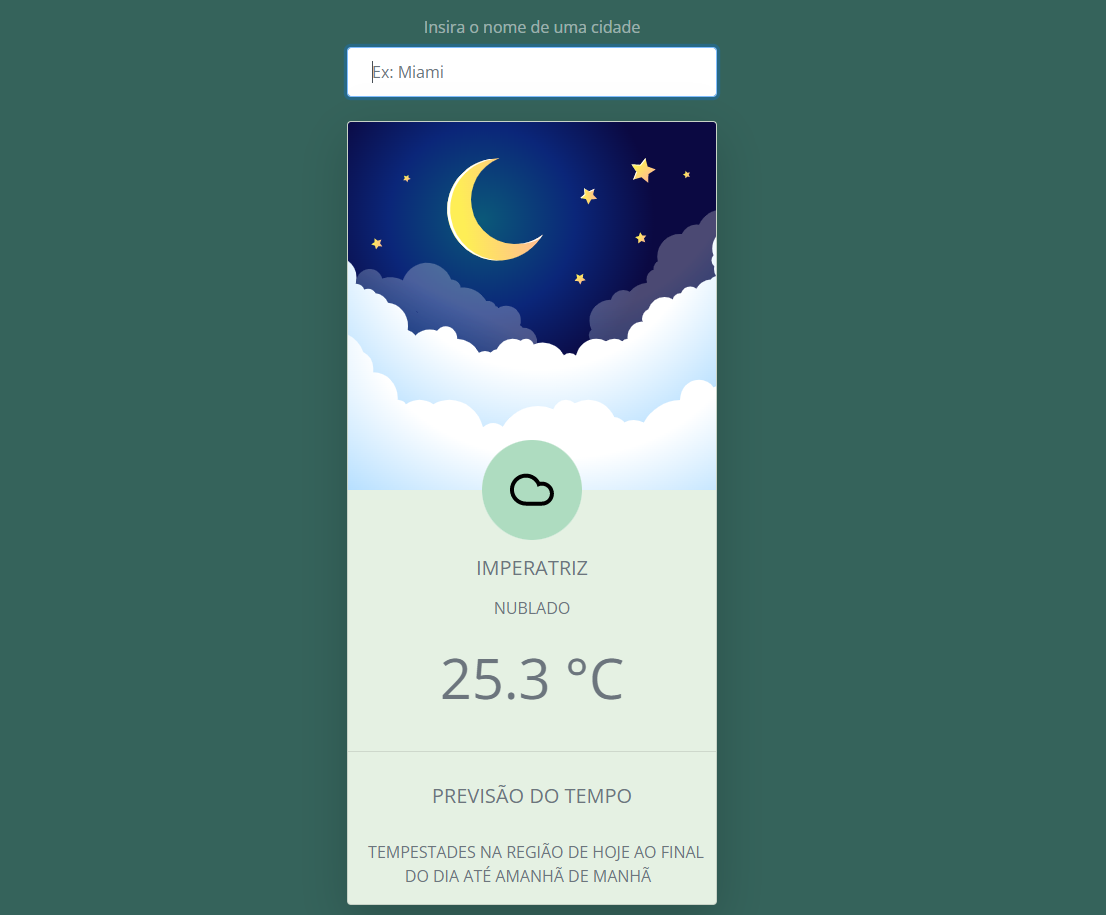 Insira o nome de uma cidade
Ex: Miami
IMPERATRIZ
NUBLADO
25.3 °C
PREVISÃO DO TEMPO
TEMPESTADES NA REGIÃO DE HOJE AO FINAL
DO DIA ATÉ AMANHÃ DE MANHÃ